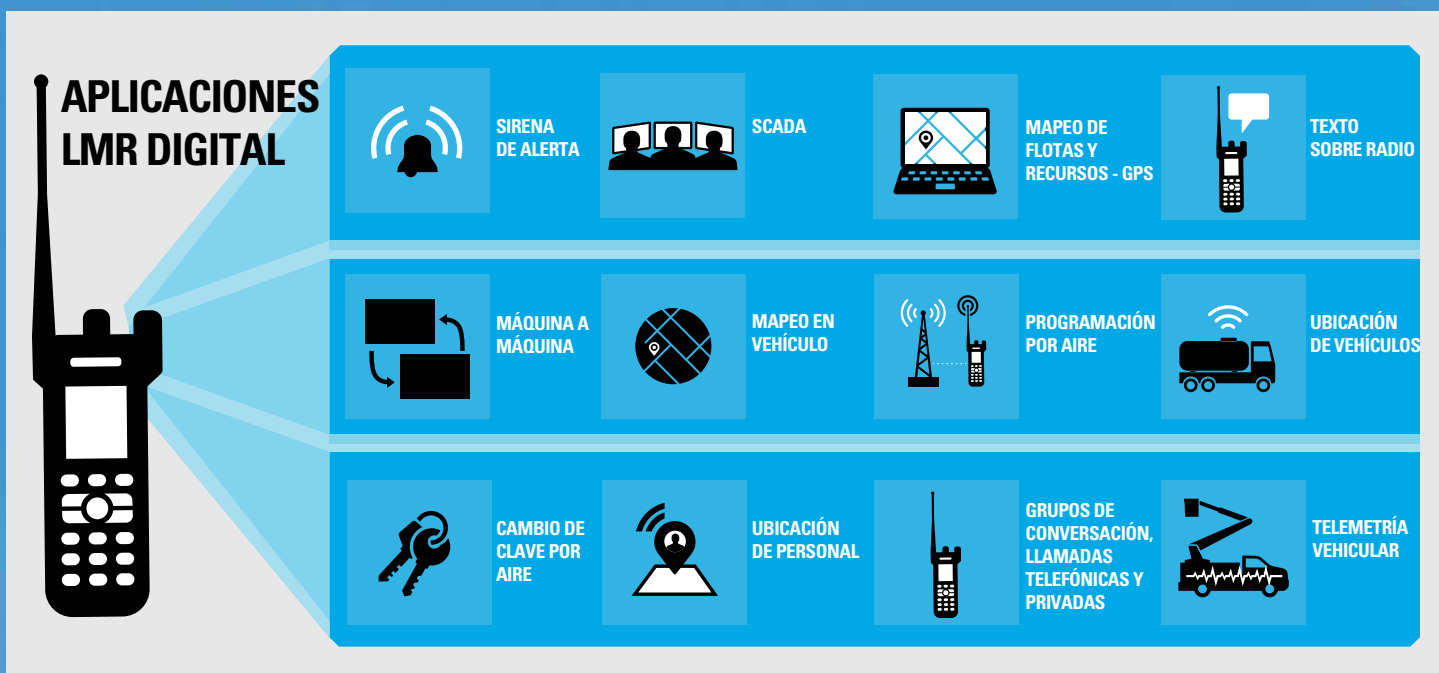 APLICACIONES
LMR DIGITAL
SIRENA
DE ALERTA
SCADA
MAPEO DE
FLOTAS Y
RECURSOS - GPS
TEXTO
SOBRE RADIO
MÁQUINA A
MÁQUINA
MAPEO EN
VEHÍCULO
PROGRAMACIÓN
POR AIRE
UBICACIÓN
DE VEHÍCULOS
CAMBIO DE
CLAVE POR
AIRE
UBICACIÓN
DE PERSONAL
GRUPOS DE
CONVERSACIÓN,
LLAMADAS
TELEFÓNICAS Y
PRIVADAS
TELEMETRÍA
VEHICULAR